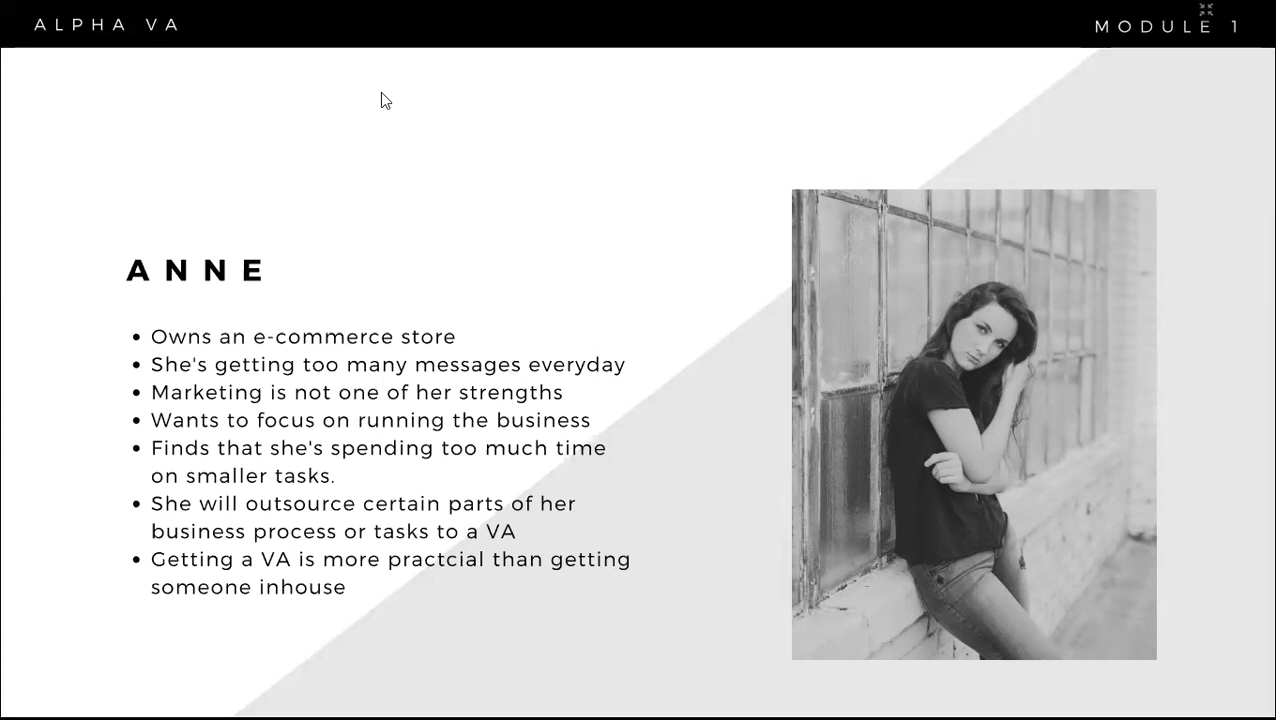 ALPHA VA
MODULE 1
ANNE
• Owns an e-commerce store
• She's getting too many messages everyday
• Marketing is not one of her strengths
• Wants to focus on running the business
• Finds that she's spending too much time
on smaller tasks.
• She will outsource certain parts of her
business process or tasks to a VA
• Getting a VA is more practcial than getting
someone inhouse